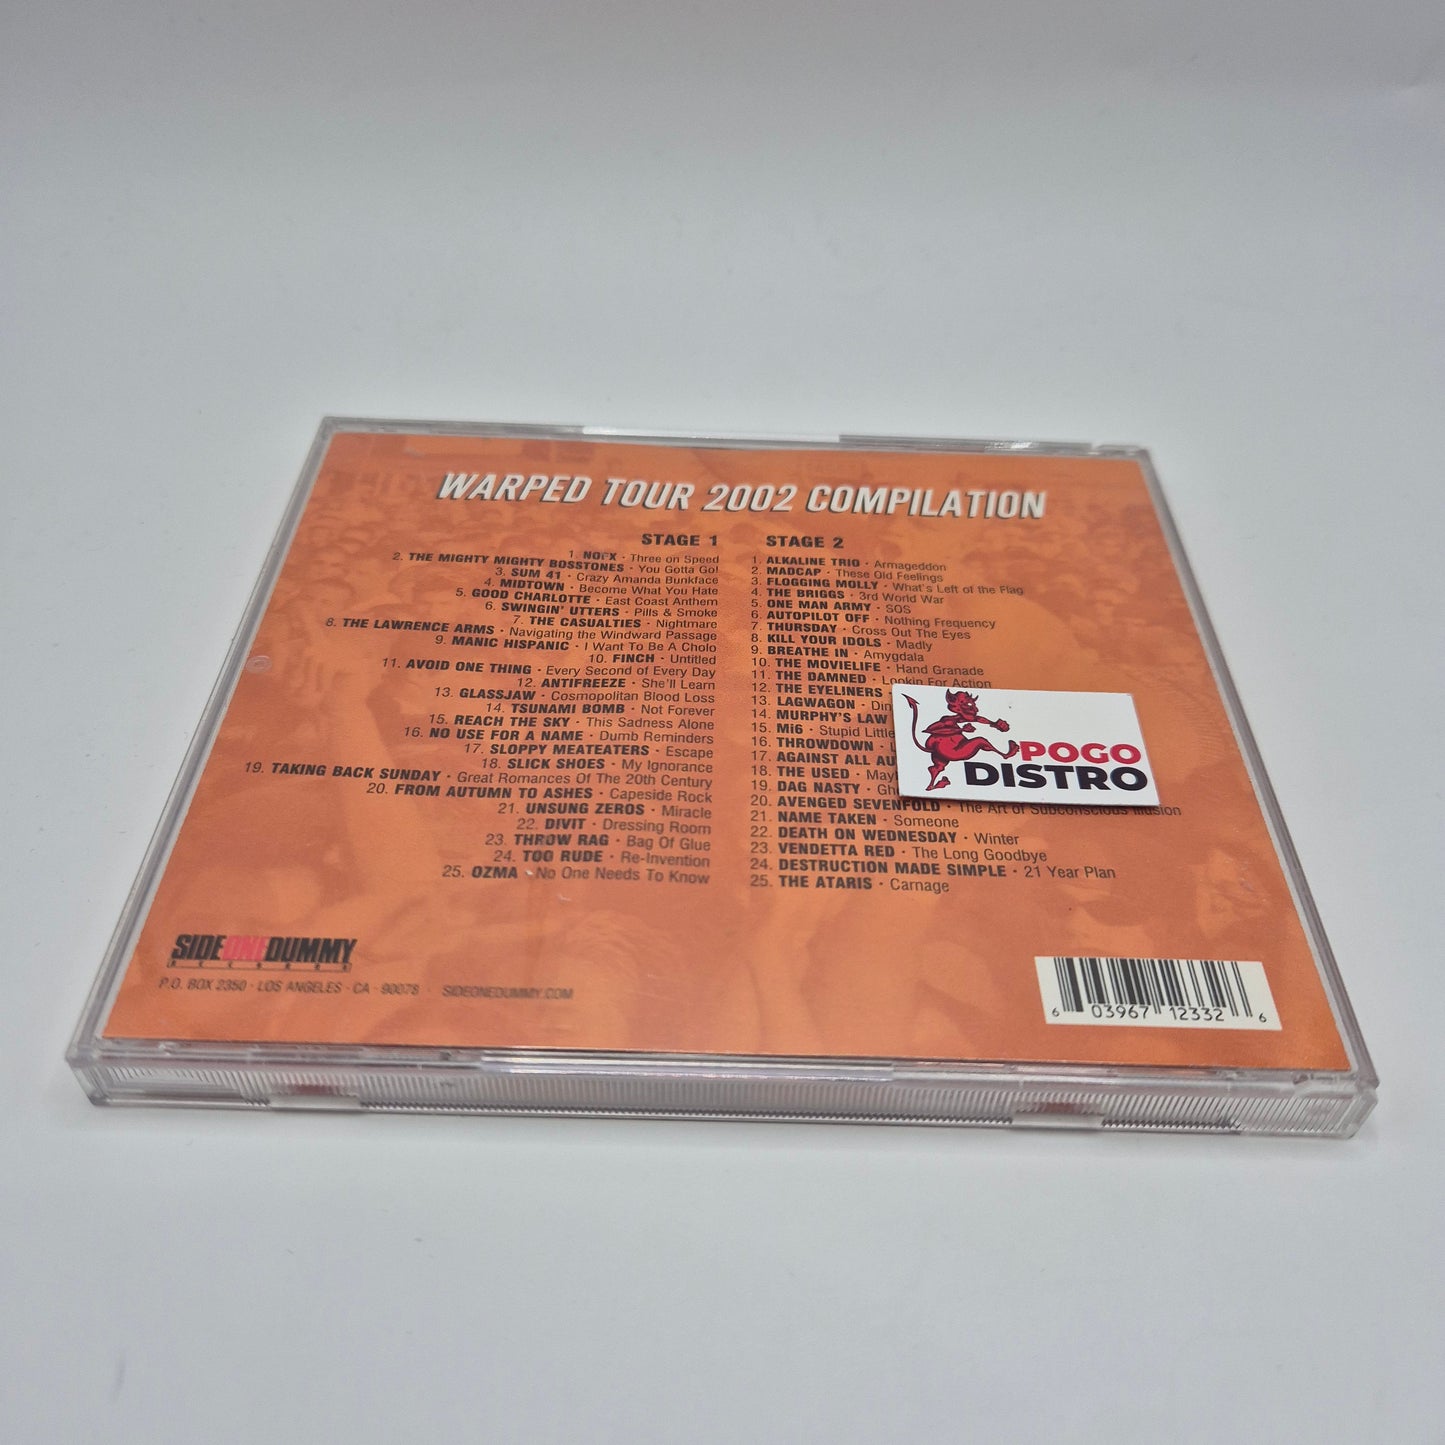 WARPED TOUR 2002 COMPILATION
STAGE 1
1. NOFX · Three on Speed
2. THE MIGHTY MIGHTY BOSSTONES · You Gotta Go!
3. SUM 41 · Crazy Amanda Bunkface
4. MIDTOWN · Become What You Hate
5. GOOD CHARLOTTE · East Coast Anthem
6. SWINGIN' UTTERS · Pills & Smoke
7. THE CASUALTIES · Nightmare
8. THE LAWRENCE ARMS · Navigating the Windward Passage
9. MANIC HISPANIC · I Want To Be A Cholo
10. FINCH · Untitled
11. AVOID ONE THING · Every Second of Every Day
12. ANTIFREEZE · She'll Learn
13. GLASSJAW · Cosmopolitan Blood Loss
14. TSUNAMI BOMB · Not Forever
15. REACH THE SKY · This Sadness Alone
16. NO USE FOR A NAME · Dumb Reminders
17. SLOPPY MEATEATERS · Escape
18. SLICK SHOES · My Ignorance
19. TAKING BACK SUNDAY · Great Romances Of The 20th Century
20. FROM AUTUMN TO ASHES · Capeside Rock
21. UNSUNG ZEROS · Miracle
22. DIVIT · Dressing Room
23. THROW RAG · Bag Of Glue
24. TOO RUDE · Re-Invention
25. OZMA · No One Needs To Know
STAGE 2
1. ALKALINE TRIO · Armageddon
2. MADCAP · These Old Feelings
3. FLOGGING MOLLY · What's Left of the Flag
4. THE BRIGGS · 3rd World War
5. ONE MAN ARMY · SOS
6. AUTOPILOT OFF · Nothing Frequency
7. THURSDAY · Cross Out The Eyes
8. KILL YOUR IDOLS · Madly
9. BREATHE IN · Amygdala
10. THE MOVIELIFE · Hand Granade
11. THE DAMNED · Lookin For Action
12. THE EYELINERS
13. LAGWAGON · Din
14. MURPHY'S LAW
15. Mi6 · Stupid Little
16. THROWDOWN ·
17. AGAINST ALL AU
18. THE USED · Mayb
19. DAG NASTY · Gh
20. AVENGED SEVENFOLD · The Art of Subconscious Illusion
21. NAME TAKEN · Someone
22. DEATH ON WEDNESDAY · Winter
23. VENDETTA RED · The Long Goodbye
24. DESTRUCTION MADE SIMPLE · 21 Year Plan
25. THE ATARIS · Carnage
POGO
DISTRO
SIDEONEDUMMY
RECORDS
P.O. BOX 2350 · LOS ANGELES · CA · 90078 · SIDEONEDUMMY.COM
6 03967 12332 6